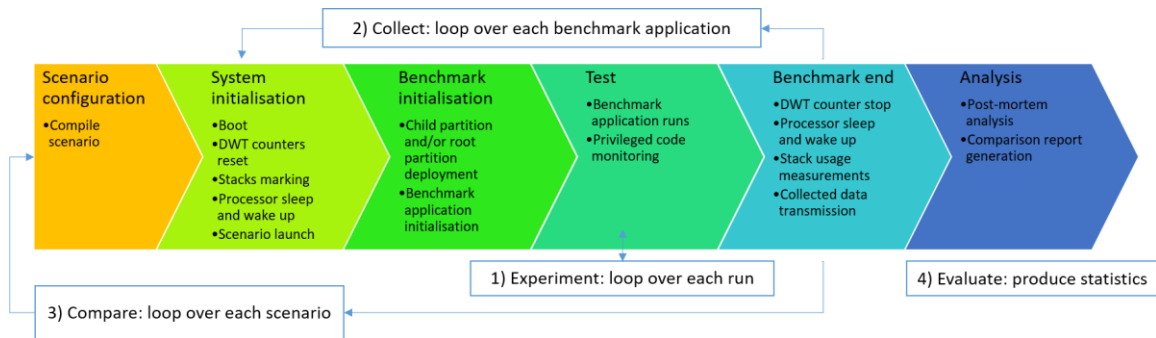 2) Collect: loop over each benchmark application
Scenario
configuration
•Compile
scenario
System
initialisation
•Boot
•DWT counters
reset
•Stacks marking
•Processor sleep
and wake up
•Scenario launch
Benchmark
initialisation
•Child partition
and/or root
partition
deployment
•Benchmark
application
initialisation
Test
•Benchmark
application runs
•Privileged code
monitoring
Benchmark end
•DWT counter stop
•Processor sleep
and wake up
•Stack usage
measurements
•Collected data
transmission
Analysis
•Post-mortem
analysis
•Comparison report
generation
1) Experiment: loop over each run
4) Evaluate: produce statistics
3) Compare: loop over each scenario